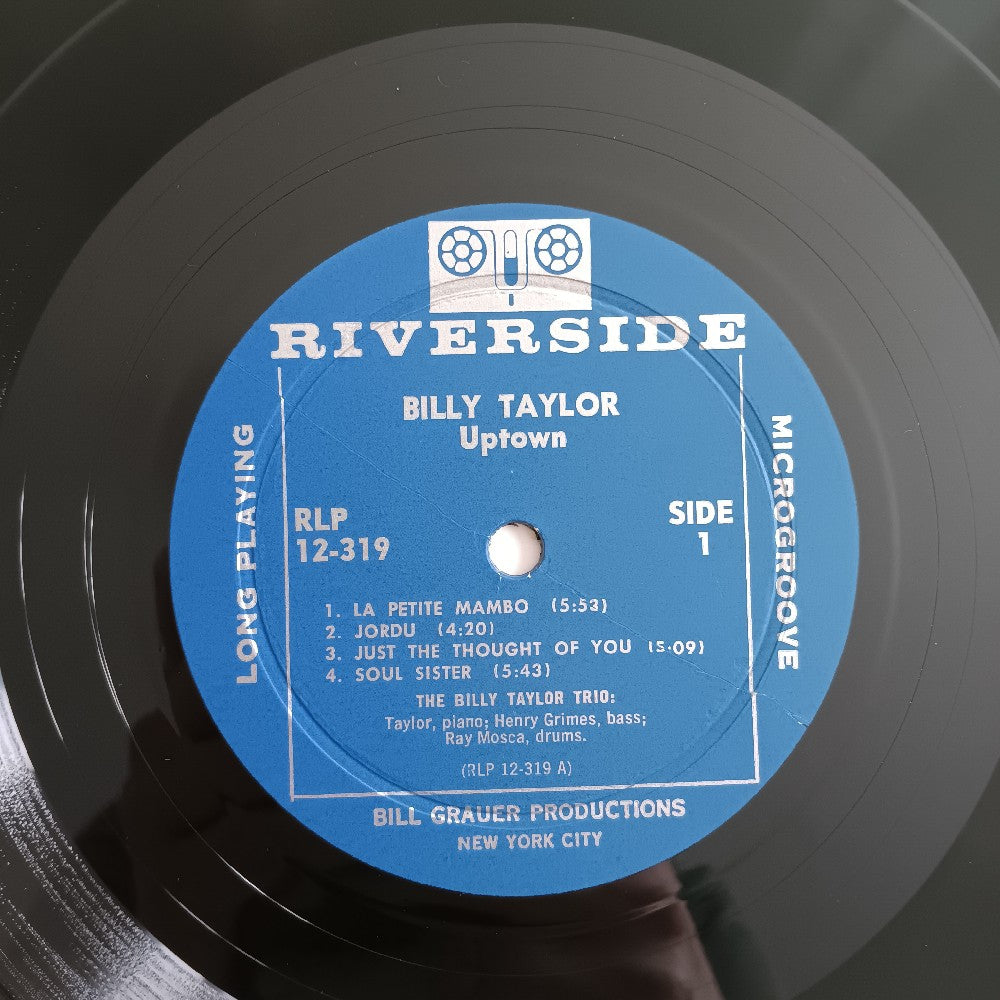 RIVERSIDE
BILLY TAYLOR
Uptown
LONG PLAYING
MICROGROOVE
RLP
12-319
SIDE
1
1. LA PETITE MAMBO (5:53)
2. JORDU (4:20)
3. JUST THE THOUGHT OF YOU (5:09)
4. SOUL SISTER (5:43)
THE BILLY TAYLOR TRIO:
Taylor, piano; Henry Grimes, bass;
Ray Mosca, drums.
(RLP 12-319 A)
BILL GRAUER PRODUCTIONS
NEW YORK CITY